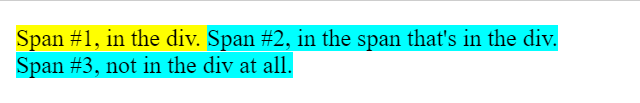 Span #1, in the div. Span #2, in the span that's in the div.
Span #3, not in the div at all.